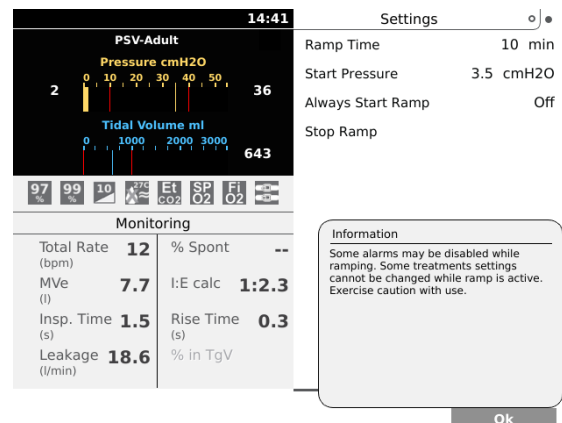 14:41
PSV-Adult
Pressure cmH2O
0 10 20 30 40 50
2 36
Tidal Volume ml
0 1000 2000 3000
643
97 % 99 % 10 27C Et CO2 SP O2 Fi O2
Monitoring
Total Rate 12 % Spont --
(bpm)
MVe 7.7 I:E calc 1:2.3
(l)
Insp. Time 1.5 Rise Time 0.3
(s) (s)
Leakage 18.6 % in TgV
(l/min)
Settings
Ramp Time 10 min
Start Pressure 3.5 cmH2O
Always Start Ramp Off
Stop Ramp
Information
Some alarms may be disabled while
ramping. Some treatments settings
cannot be changed while ramp is active.
Exercise caution with use.
Ok